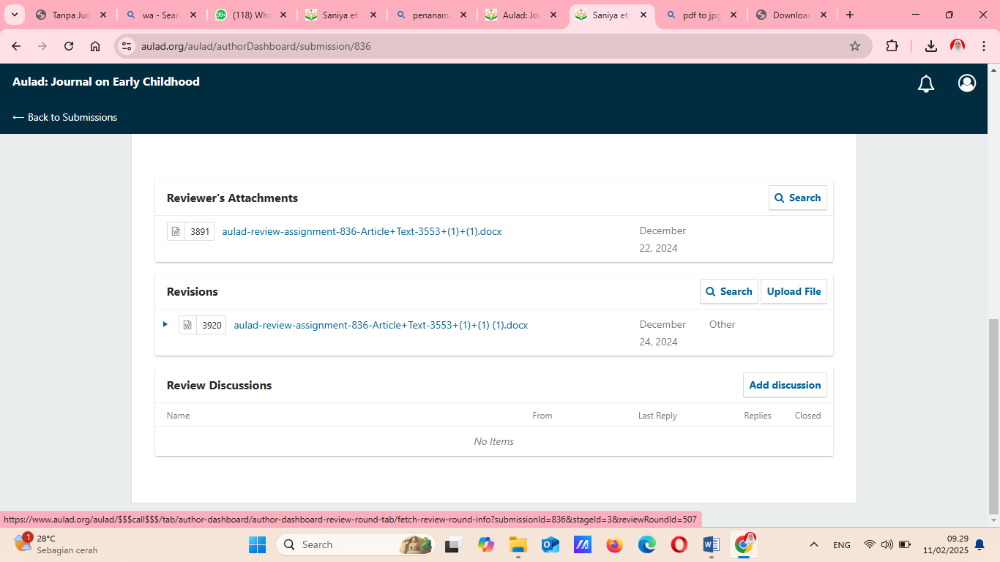 Tanpa Jud
wa - Sear
(118) Wha
Saniya et
penanam
Aulad: Jou
Saniya et
pdf to jpg
Downloac
aulad.org/aulad/authorDashboard/submission/836
Aulad: Journal on Early Childhood
← Back to Submissions
Reviewer's Attachments
Search
3891 aulad-review-assignment-836-Article+Text-3553+(1)+(1).docx December
22, 2024
Revisions
Search Upload File
3920 aulad-review-assignment-836-Article+Text-3553+(1)+(1) (1).docx December Other
24, 2024
Review Discussions
Add discussion
Name From Last Reply Replies Closed
No Items
https://www.aulad.org/aulad/$$$call$$$/tab/author-dashboard/author-dashboard-review-round-tab/fetch-review-round-info?submissionId=836&stageId=3&reviewRoundId=507
1
28°C
Sebagian cerah
Search
ENG
09.29
11/02/2025